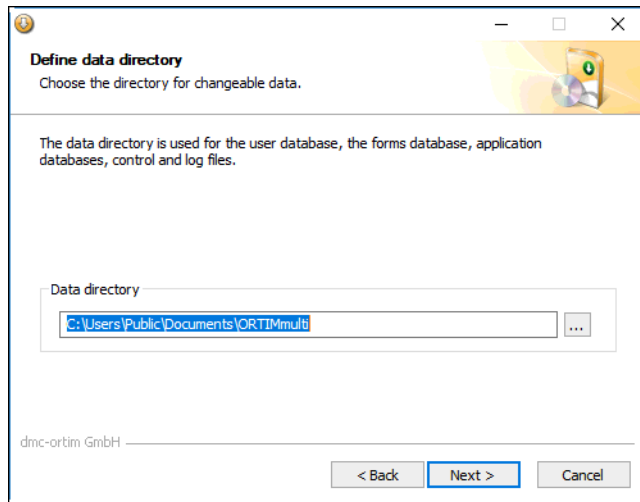 Define data directory
Choose the directory for changeable data.
The data directory is used for the user database, the forms database, application
databases, control and log files.
Data directory
C:\Users\Public\Documents\ORTIMmulti
...
dmc-ortim GmbH
< Back
Next >
Cancel